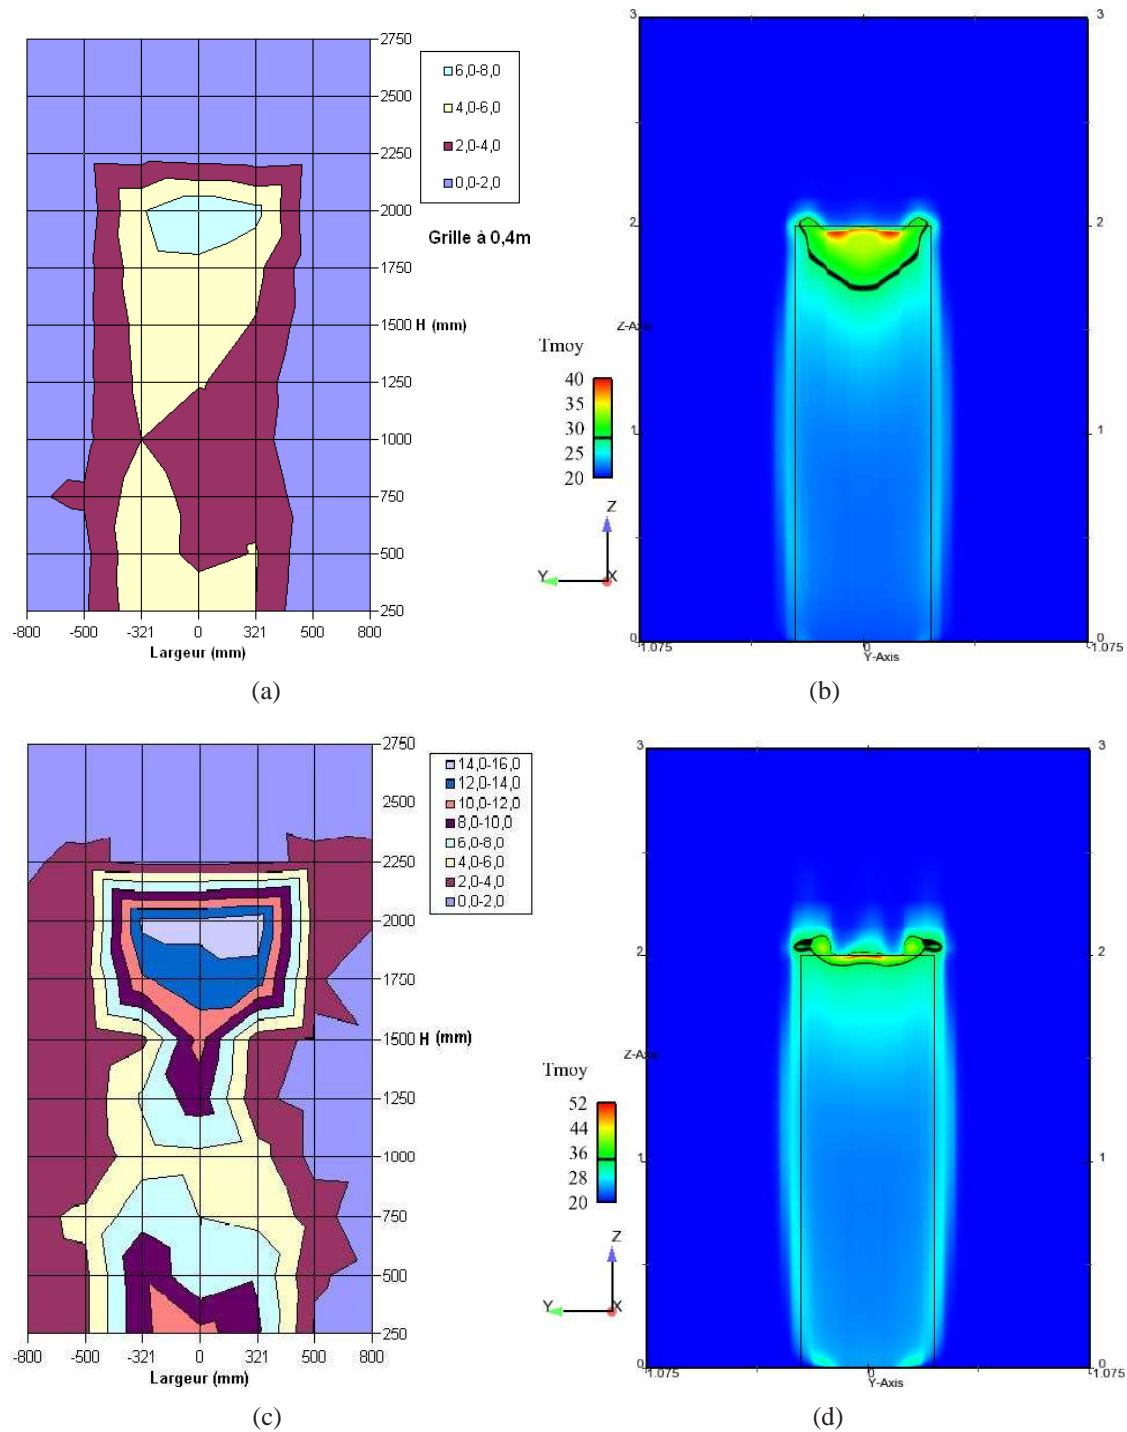 2750
2500
2250
2000
1750
1500 H (mm)
1250
1000
750
500
250
-800 -500 -321 0 321 500 800
Largeur (mm)
6,0-8,0
4,0-6,0
2,0-4,0
0,0-2,0
Grille à 0,4m
(a)
3 3
2 2
Z-Axis
1 1
0 0
-1.075 0 1.075
Y-Axis
Tmoy
40
35
30
25
20
Z
Y X
(b)
2750
2500
2250
2000
1750
1500 H (mm)
1250
1000
750
500
250
-800 -500 -321 0 321 500 800
Largeur (mm)
14,0-16,0
12,0-14,0
10,0-12,0
8,0-10,0
6,0-8,0
4,0-6,0
2,0-4,0
0,0-2,0
(c)
3 3
2 2
Z-Axis
1 1
0 0
-1.075 0 1.075
Y-Axis
Tmoy
52
44
36
28
20
Z
Y X
(d)